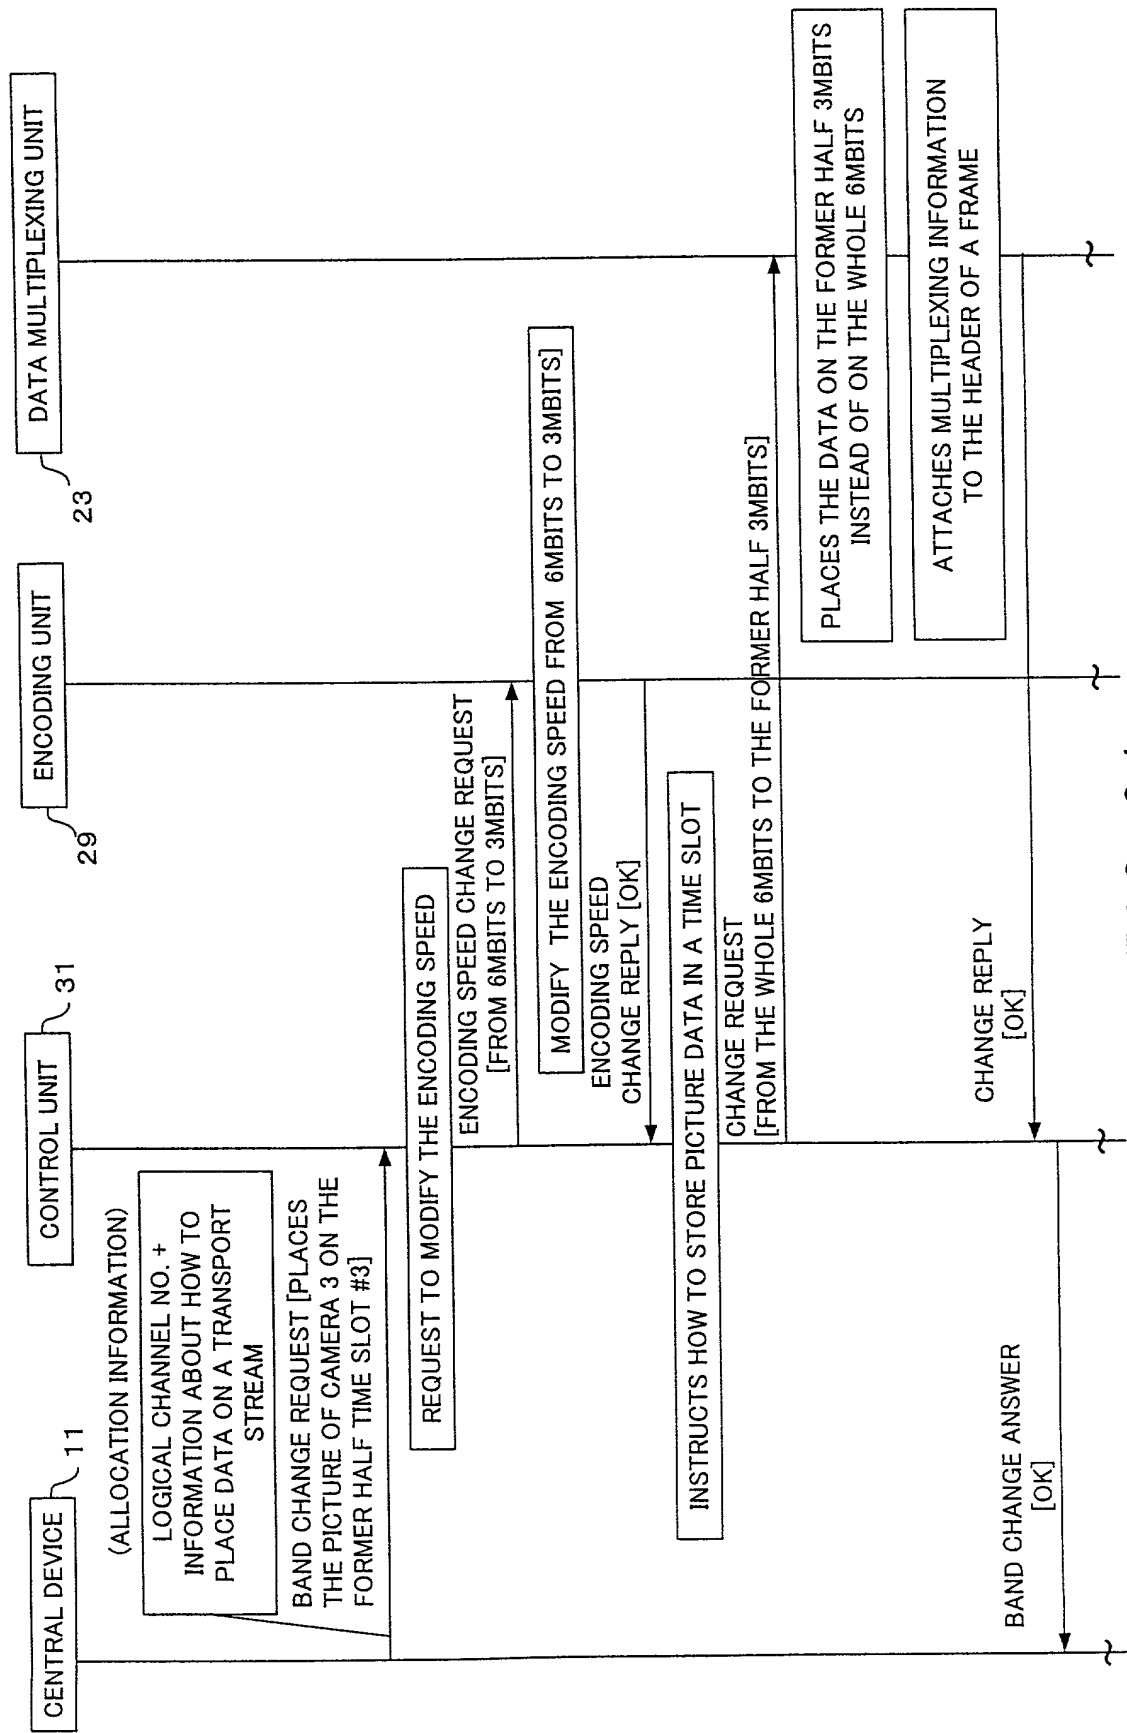 CENTRAL DEVICE
11
CONTROL UNIT
31
ENCODING UNIT
29
DATA MULTIPLEXING UNIT
23
(ALLOCATION INFORMATION)
LOGICAL CHANNEL NO. +
INFORMATION ABOUT HOW TO
PLACE DATA ON A TRANSPORT
STREAM
BAND CHANGE REQUEST [PLACES
THE PICTURE OF CAMERA 3 ON THE
FORMER HALF TIME SLOT #3]
REQUEST TO MODIFY THE ENCODING SPEED
ENCODING SPEED CHANGE REQUEST
[FROM 6MBITS TO 3MBITS]
MODIFY THE ENCODING SPEED FROM 6MBITS TO 3MBITS]
ENCODING SPEED
CHANGE REPLY [OK]
INSTRUCTS HOW TO STORE PICTURE DATA IN A TIME SLOT
CHANGE REQUEST
[FROM THE WHOLE 6MBITS TO THE FORMER HALF 3MBITS]
PLACES THE DATA ON THE FORMER HALF 3MBITS
INSTEAD OF ON THE WHOLE 6MBITS
ATTACHES MULTIPLEXING INFORMATION
TO THE HEADER OF A FRAME
CHANGE REPLY
[OK]
BAND CHANGE ANSWER
[OK]